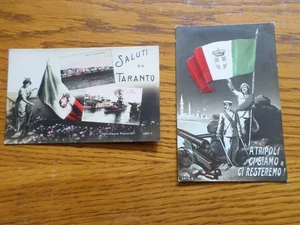 SALUTI
DA
TARANTO
A TRIPOLI
CI SIAMO e
CI RESTEREMO!